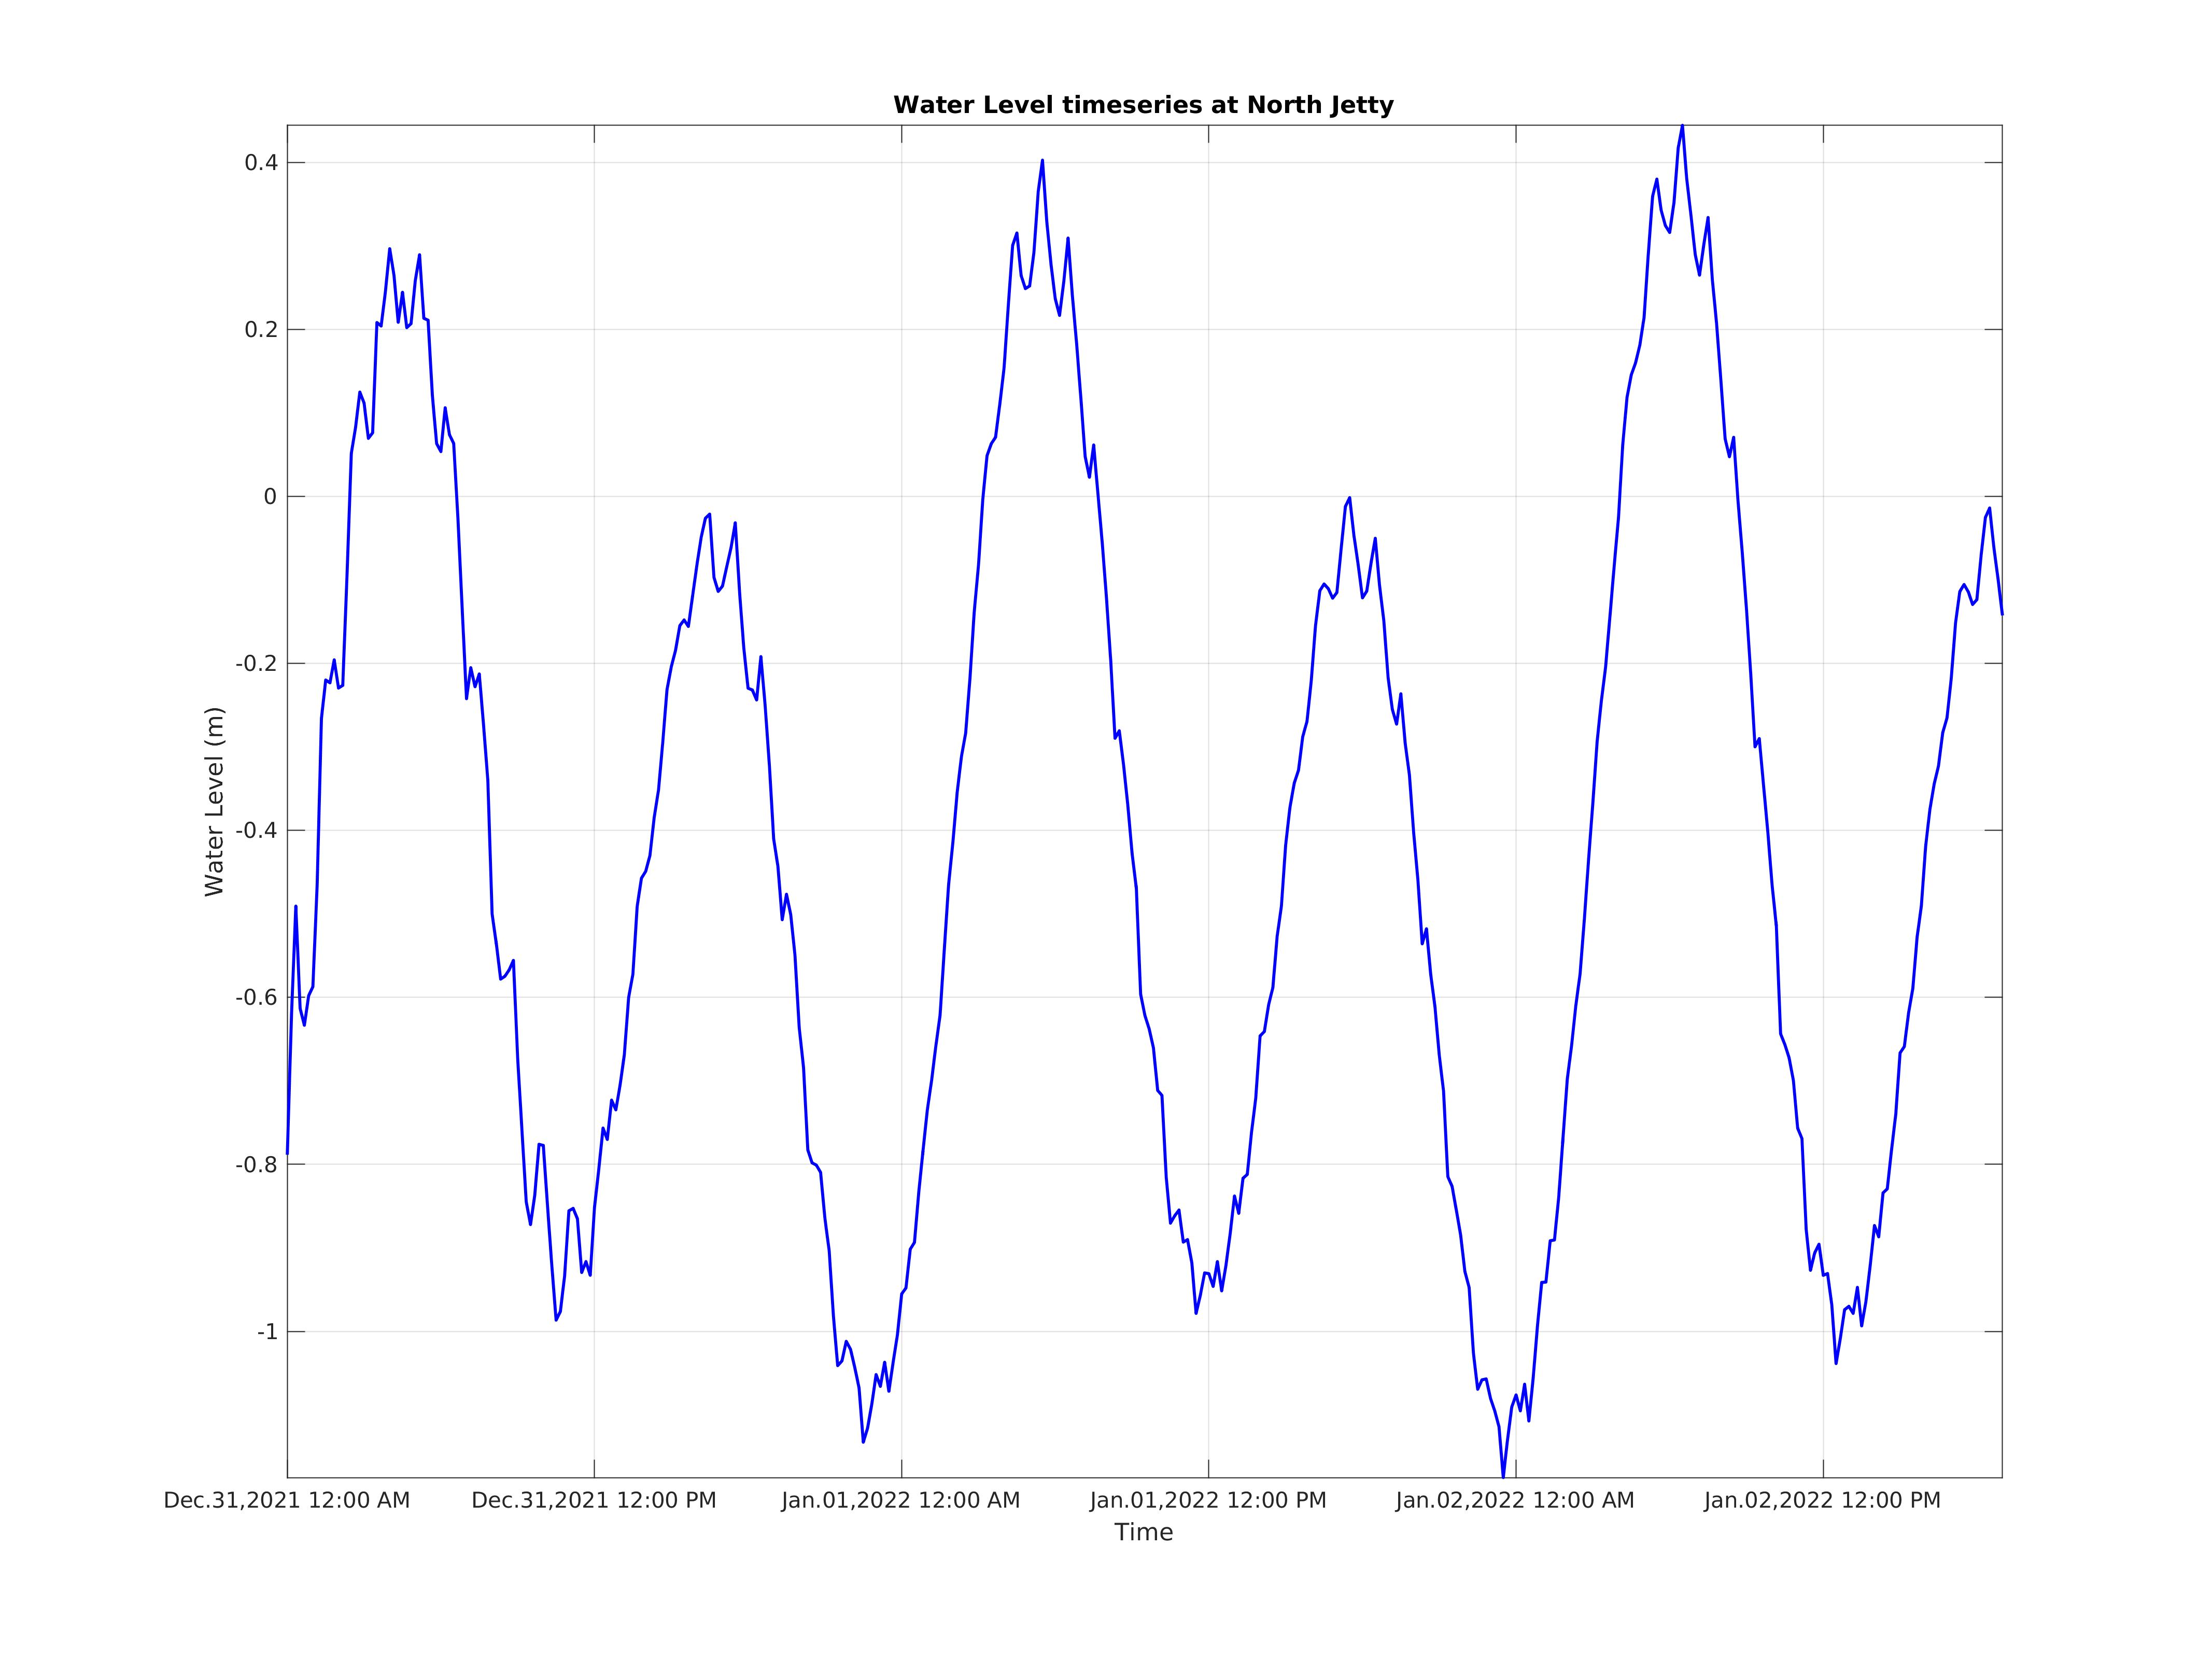 Water Level timeseries at North Jetty
0.4
0.2
0
-0.2
-0.4
-0.6
-0.8
-1
Water Level (m)
Dec.31,2021 12:00 AM
Dec.31,2021 12:00 PM
Jan.01,2022 12:00 AM
Jan.01,2022 12:00 PM
Jan.02,2022 12:00 AM
Jan.02,2022 12:00 PM
Time